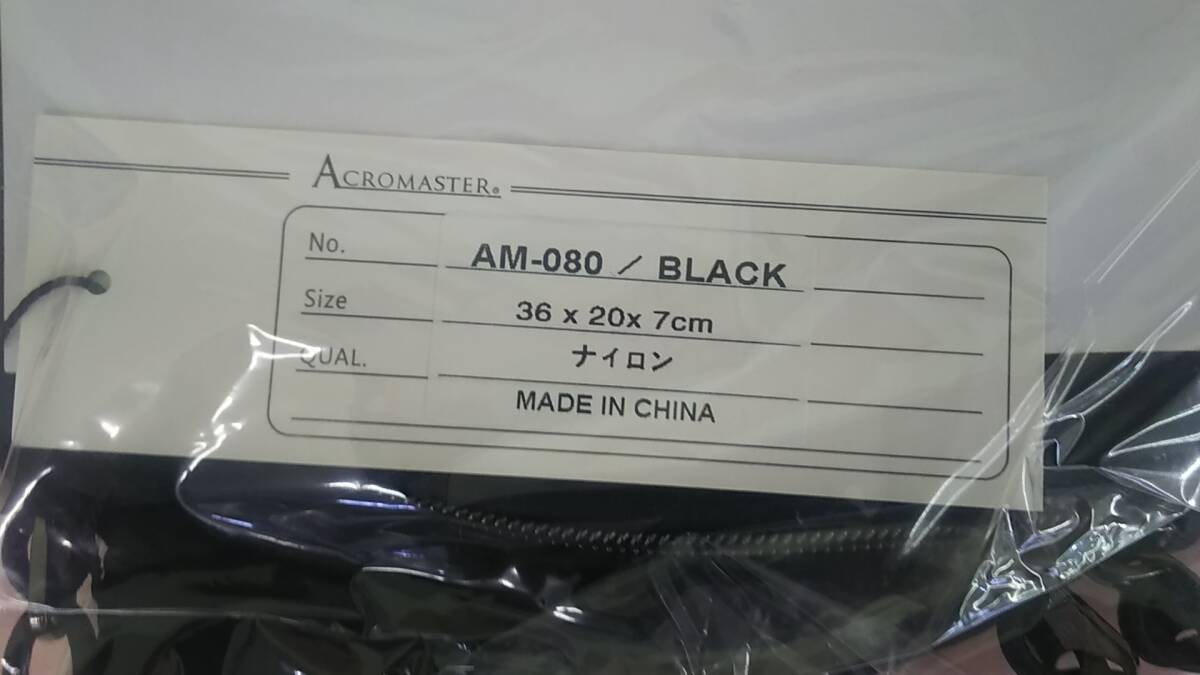 ACROMASTER®
No. AM-080 / BLACK
Size 36 x 20x 7cm
QUAL. ナイロン
MADE IN CHINA